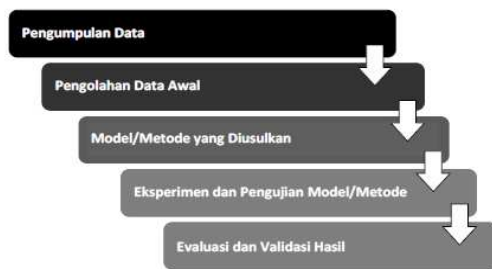 Pengumpulan Data
Pengolahan Data Awal
Model/Metode yang Diusulkan
Eksperimen dan Pengujian Model/Metode
Evaluasi dan Validasi Hasil